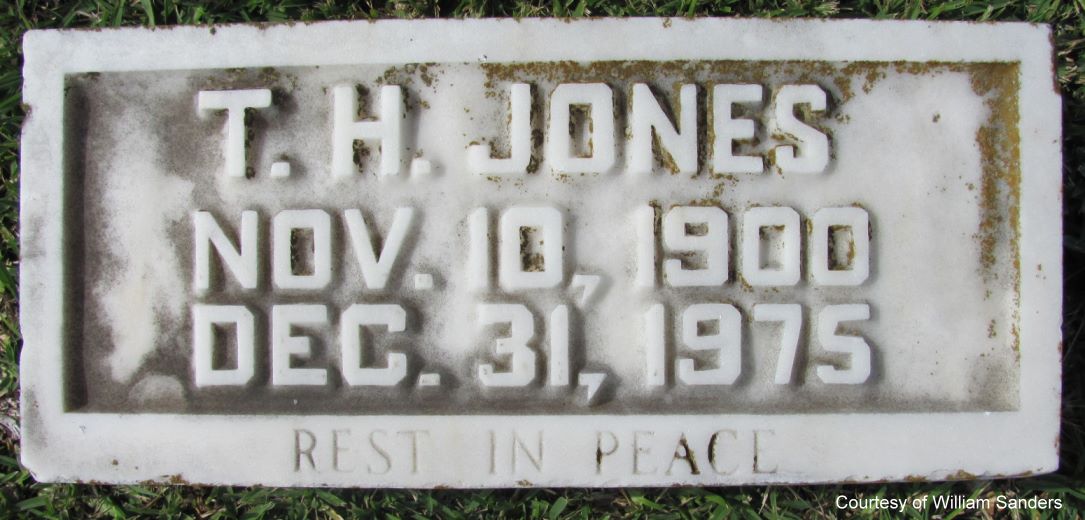 T. H. JONES
NOV. 10, 1900
DEC. 31, 1975
REST IN PEACE
Courtesy of William Sanders